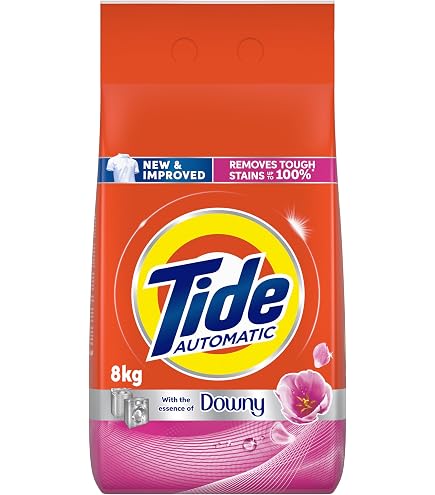 NEW &
IMPROVED
REMOVES TOUGH
STAINS UP TO 100%*
Tide
AUTOMATIC
8kg
With the
essence of
Downy